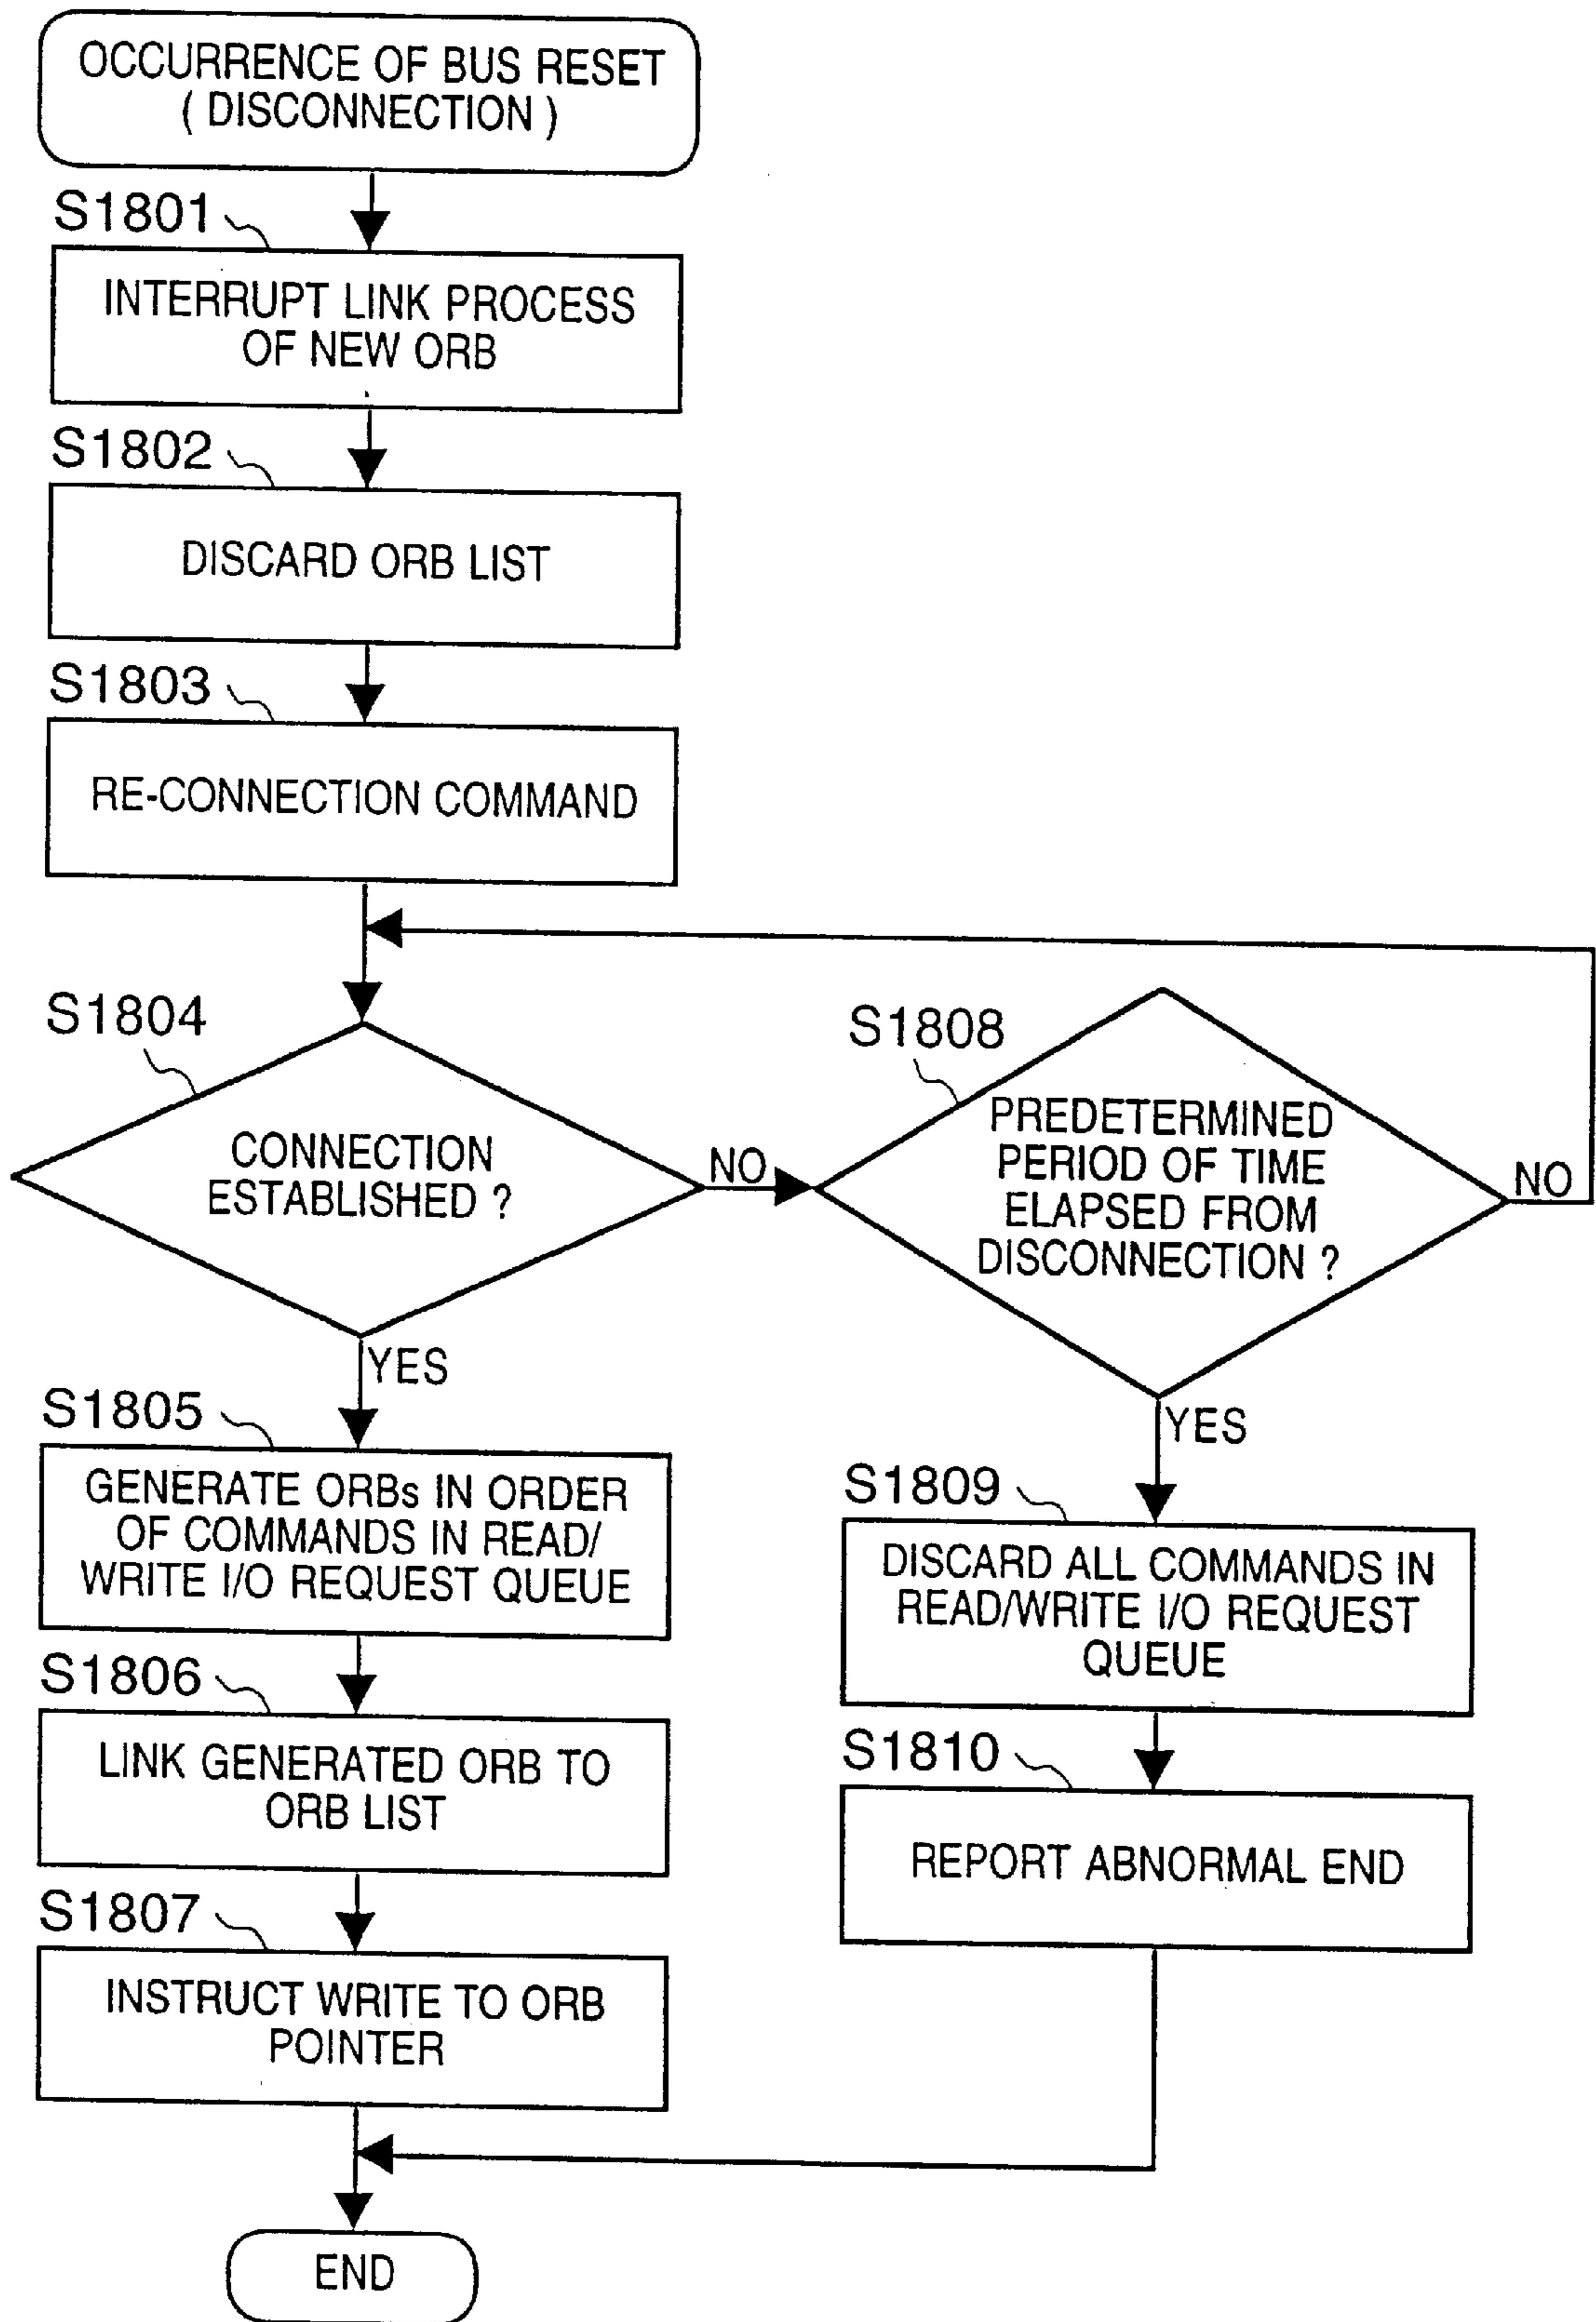 OCCURRENCE OF BUS RESET
( DISCONNECTION )
S1801
INTERRUPT LINK PROCESS
OF NEW ORB
S1802
DISCARD ORB LIST
S1803
RE-CONNECTION COMMAND
S1804
CONNECTION
ESTABLISHED ?
NO
YES
S1808
PREDETERMINED
PERIOD OF TIME
ELAPSED FROM
DISCONNECTION ?
NO
YES
S1805
GENERATE ORBs IN ORDER
OF COMMANDS IN READ/
WRITE I/O REQUEST QUEUE
S1806
LINK GENERATED ORB TO
ORB LIST
S1807
INSTRUCT WRITE TO ORB
POINTER
S1809
DISCARD ALL COMMANDS IN
READ/WRITE I/O REQUEST
QUEUE
S1810
REPORT ABNORMAL END
END